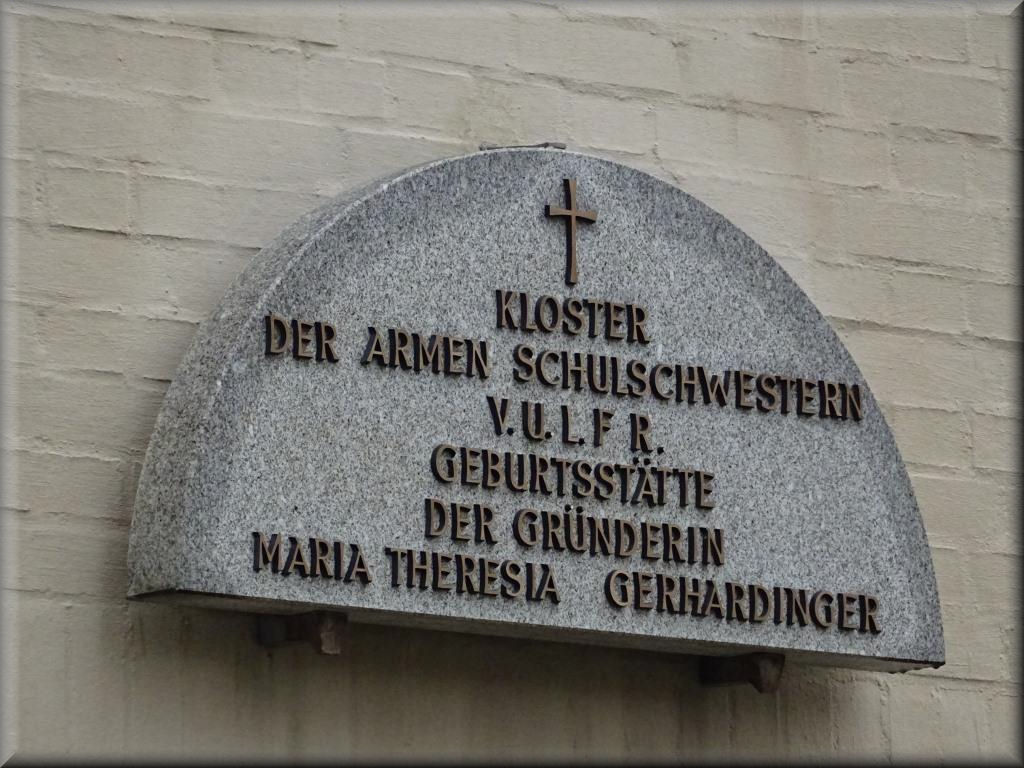 KLOSTER
DER ARMEN SCHULSCHWESTERN
V.U.L.F R.
GEBURTSSTÄTTE
DER GRÜNDERIN
MARIA THERESIA GERHARDINGER